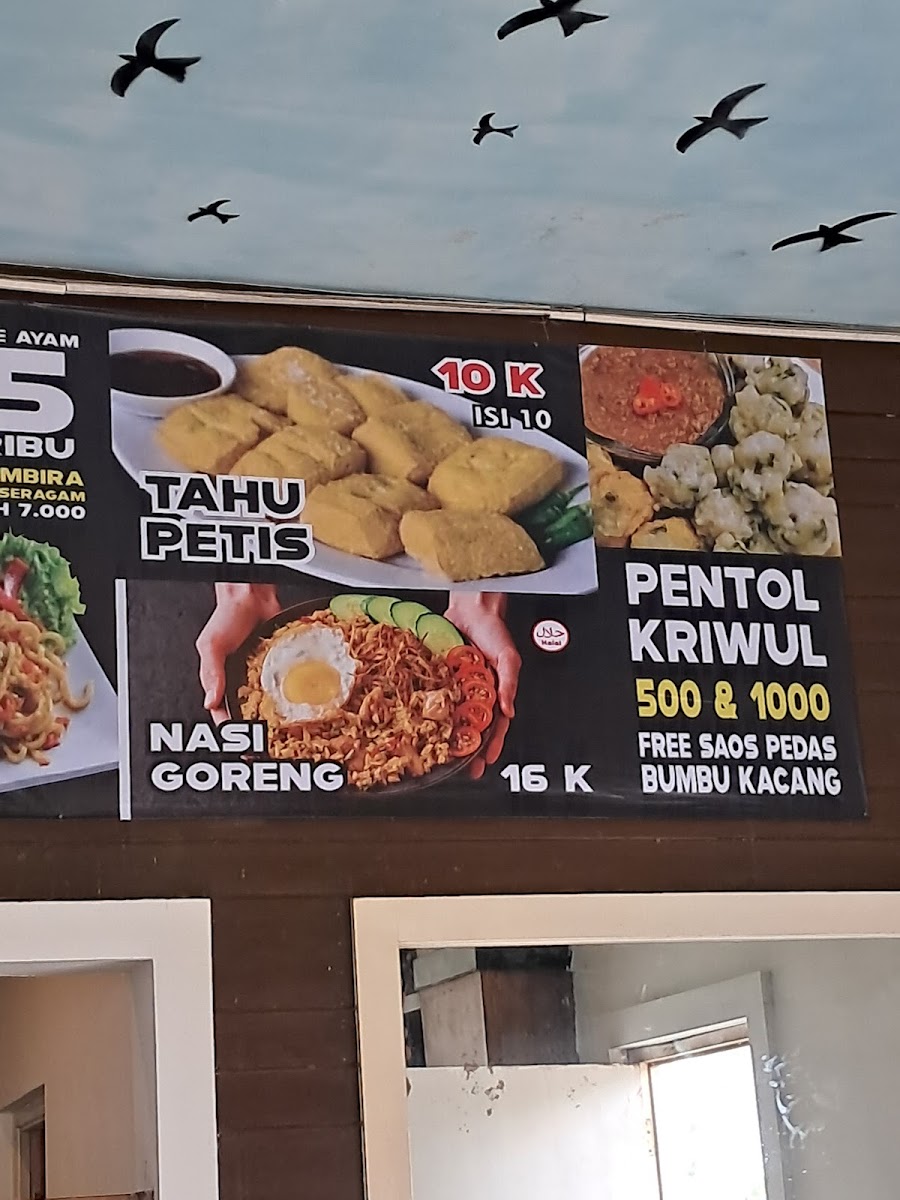 AYAM
5
RIBU
MBIRA
SERAGAM
7.000
10 K
ISI 10
TAHU
PETIS
حلال
Halal
NASI
GORENG
16 K
PENTOL
KRIWUL
500 & 1000
FREE SAOS PEDAS
BUMBU KACANG